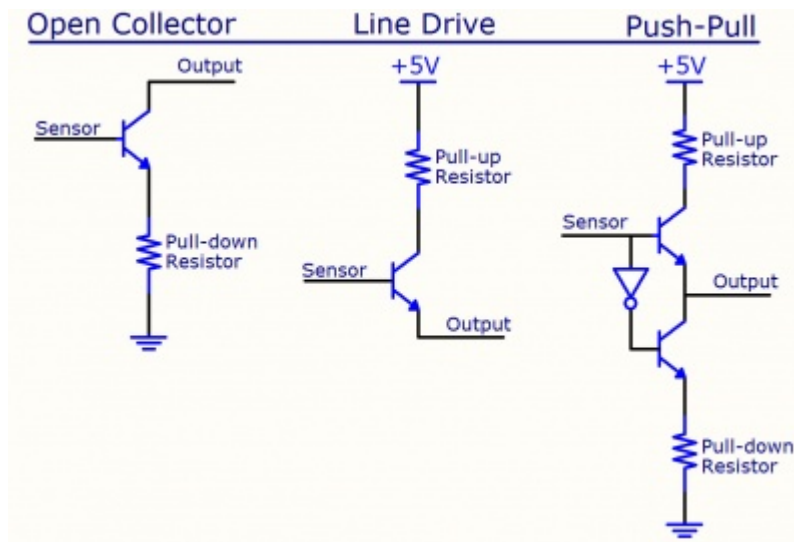 Open Collector
Line Drive
Push-Pull
Output
Sensor
Pull-down
Resistor
+5V
Pull-up
Resistor
Sensor
Output
+5V
Pull-up
Resistor
Sensor
Output
Pull-down
Resistor